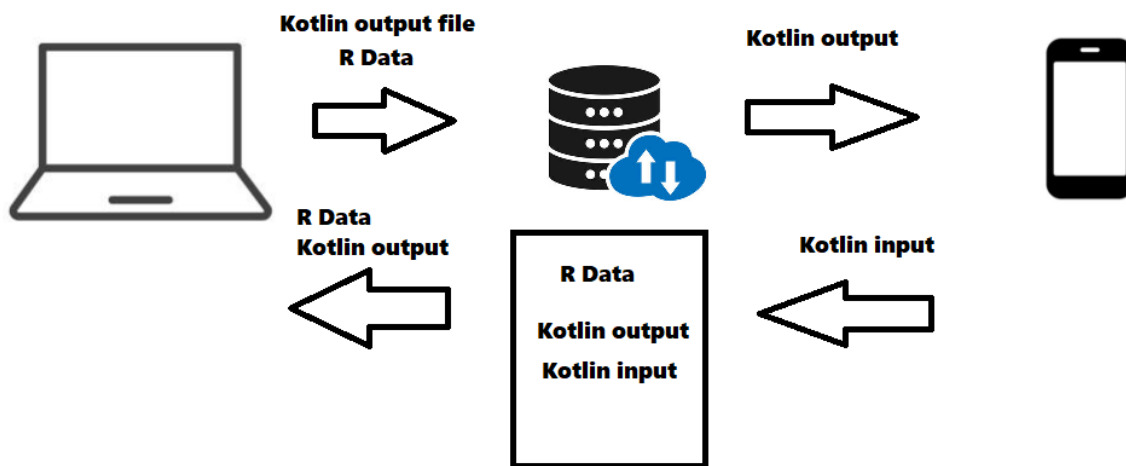 Kotlin output file
R Data
Kotlin output
R Data
Kotlin output
Kotlin input
R Data
Kotlin output
Kotlin input